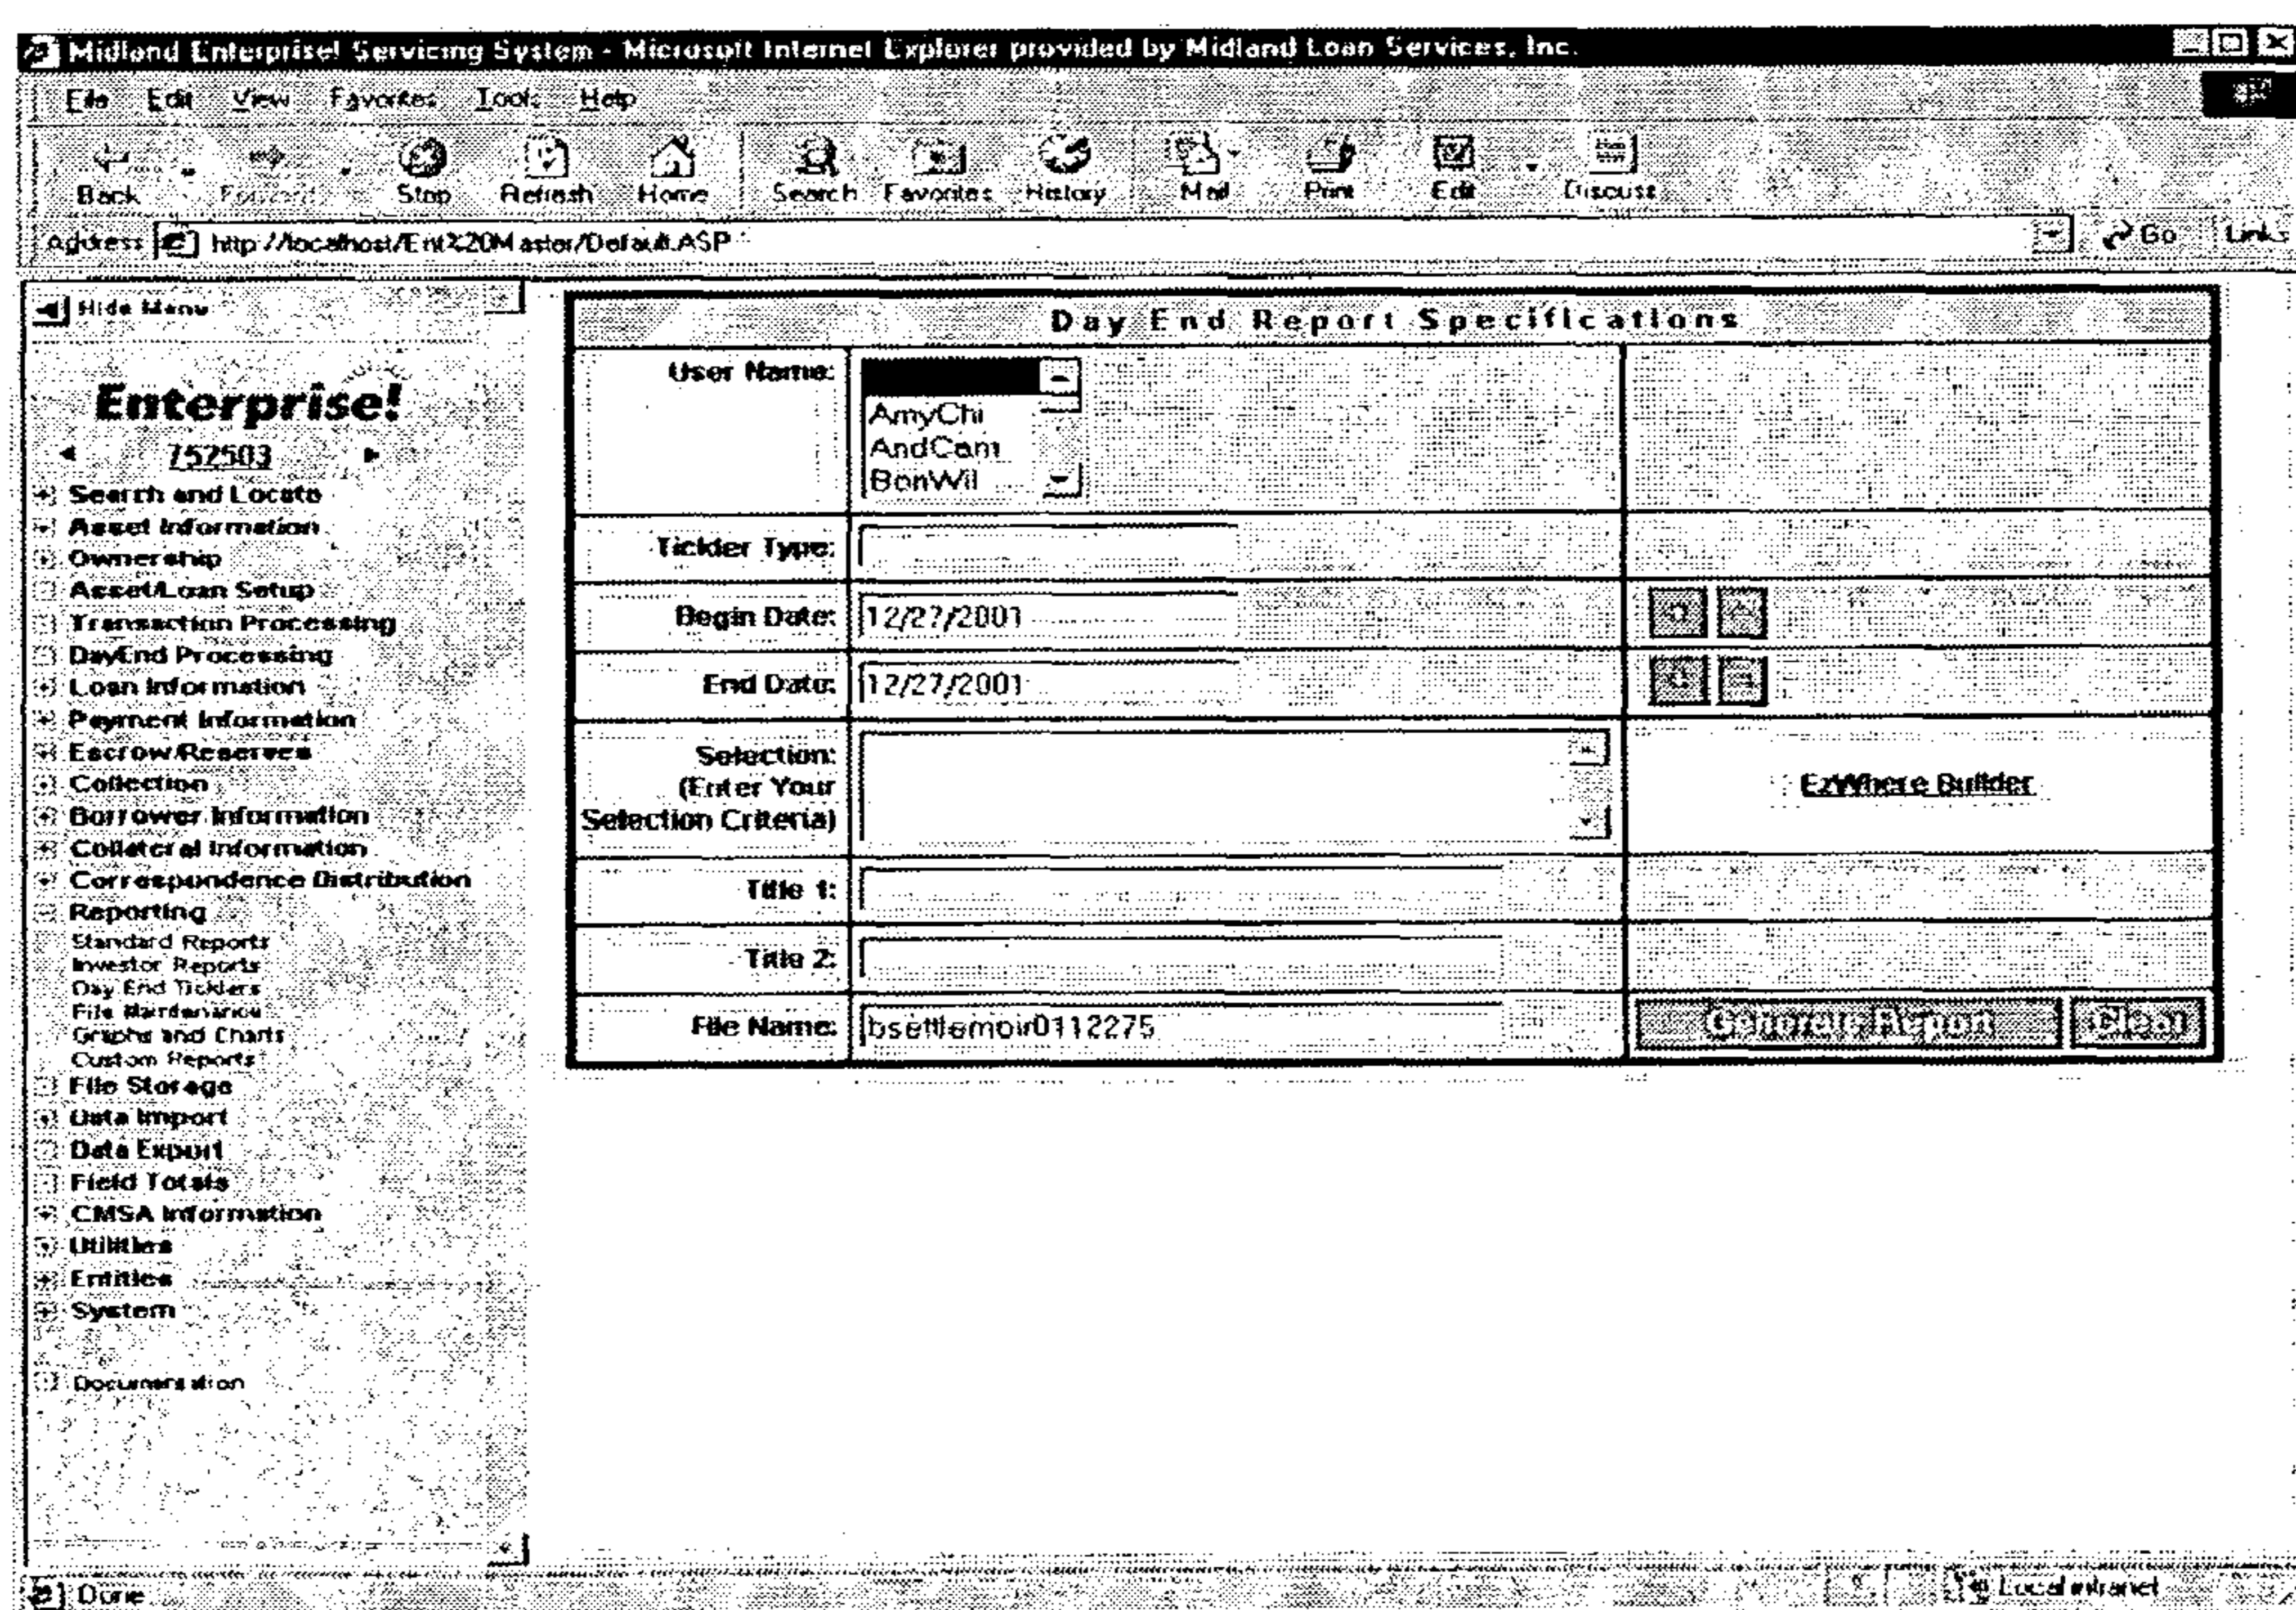 Midland Enterprise! Servicing System - Microsoft Internet Explorer provided by Midland Loan Services, Inc.
File Edit View Favorites Tools Help
Back Forward Stop Refresh Home Search Favorites History Mail Print Edit Discuss
Address http://localhost/Ent%20Master/Default.ASP Go Links
Hide Menu
Enterprise!
752503
Search and Locate
Asset Information
Ownership
Asset/Loan Setup
Transaction Processing
DayEnd Processing
Loan Information
Payment Information
Escrow/Reserves
Collection
Borrower Information
Collateral Information
Correspondence Distribution
Reporting
Standard Reports
Investor Reports
Day End Ticklers
File Maintenance
Graphs and Charts
Custom Reports
File Storage
Data Import
Data Export
Field Totals
CMSA Information
Utilities
Entities
System
Documentation
Day End Report Specifications
User Name:
AmyChi
AndCam
BonWil
Tickler Type:
Begin Date: 12/27/2001
End Date: 12/27/2001
Selection:
(Enter Your
Selection Criteria)
EzWhere Builder
Title 1:
Title 2:
File Name: bsettlemoir0112275
Generate Report Clear
Done
Local intranet